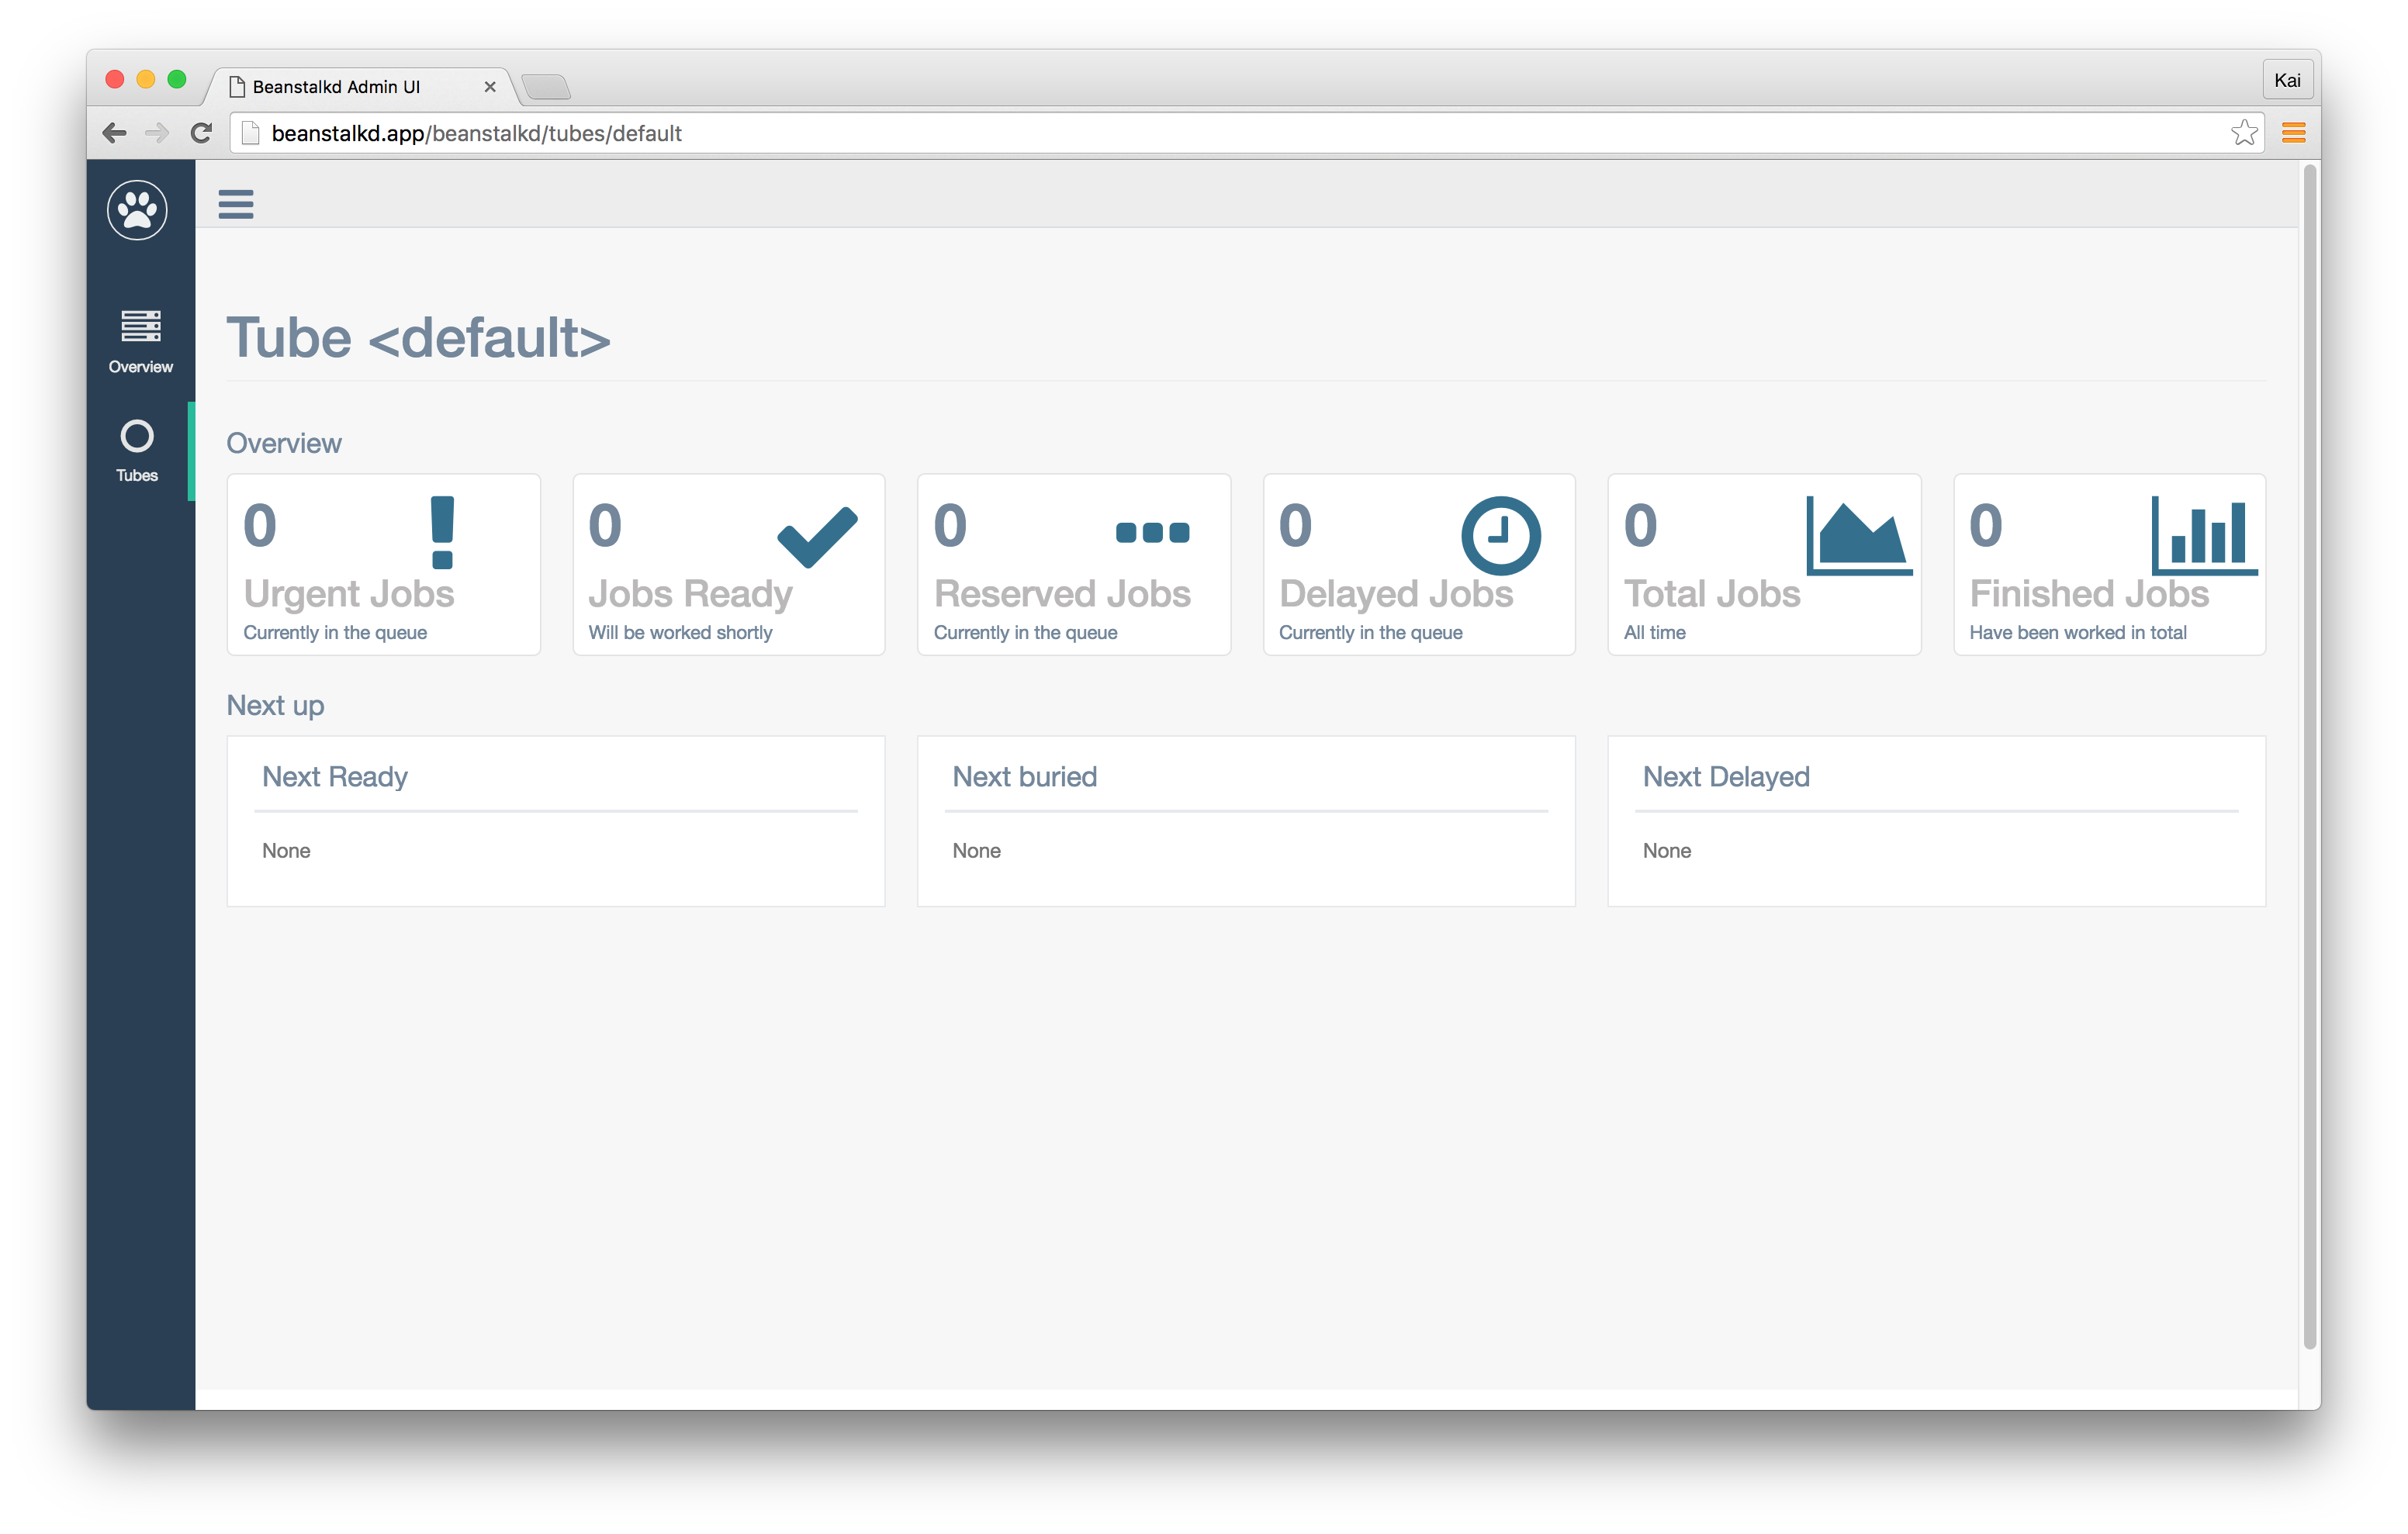 Beanstalkd Admin UI
Kai
beanstalkd.app/beanstalkd/tubes/default
Overview
Tubes
Tube <default>
Overview
0
Urgent Jobs
Currently in the queue
0
Jobs Ready
Will be worked shortly
0
Reserved Jobs
Currently in the queue
0
Delayed Jobs
Currently in the queue
0
Total Jobs
All time
0
Finished Jobs
Have been worked in total
Next up
Next Ready
None
Next buried
None
Next Delayed
None